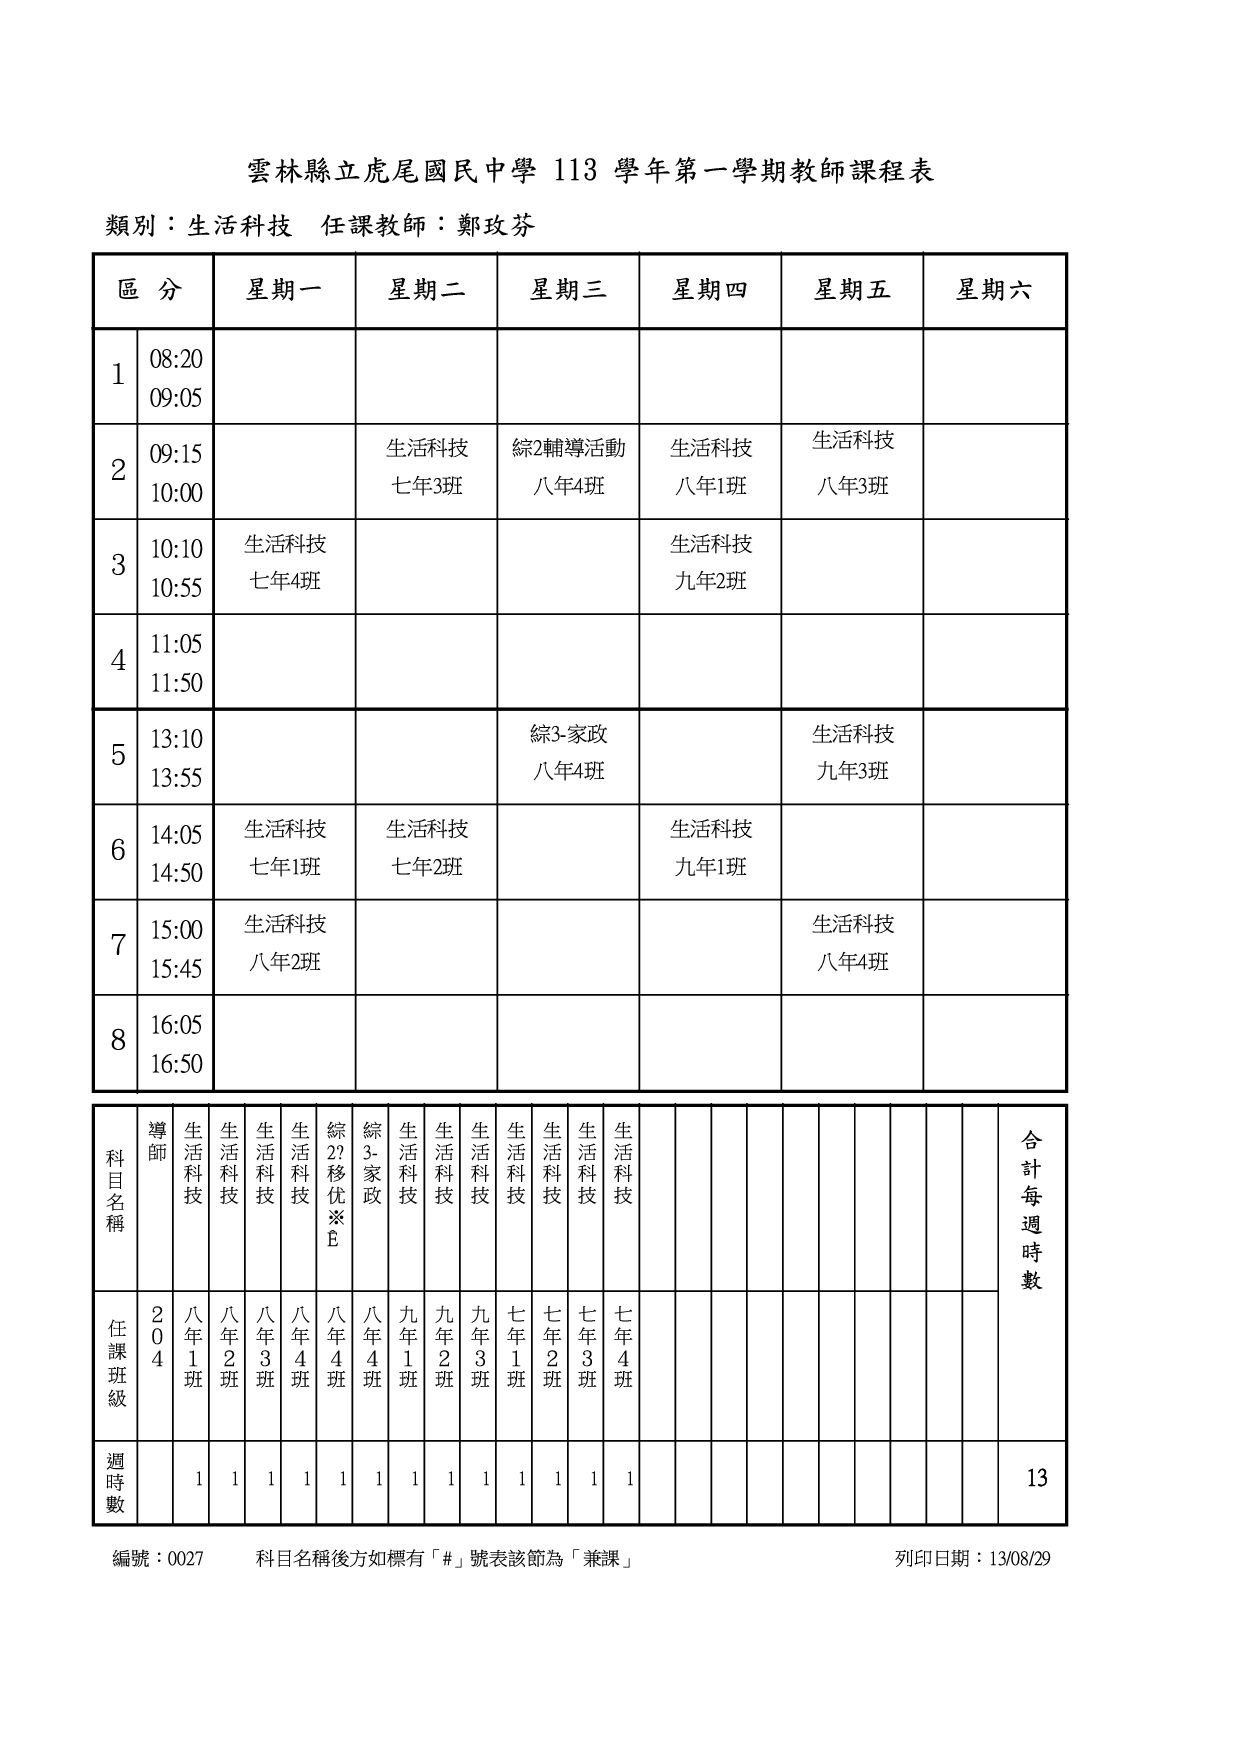 雲林縣立虎尾國民中學 113 學年第一學期教師課程表
類別：生活科技 任課教師：鄭玫芬
區 分 星期一 星期二 星期三 星期四 星期五 星期六
1 08:20 09:05
2 09:15 10:00 生活科技 七年3班 綜2輔導活動 八年4班 生活科技 八年1班 生活科技 八年3班
3 10:10 10:55 生活科技 七年4班 生活科技 九年2班
4 11:05 11:50
5 13:10 13:55 綜3-家政 八年4班 生活科技 九年3班
6 14:05 14:50 生活科技 七年1班 生活科技 七年2班 生活科技 九年1班
7 15:00 15:45 生活科技 八年2班 生活科技 八年4班
8 16:05 16:50
科目名稱 導師 生活科技 生活科技 生活科技 生活科技 綜2?移优※È 綜3-家政 生活科技 生活科技 生活科技 生活科技 生活科技 生活科技 生活科技 合計每週時數
任課班級 204 八年1班 八年2班 八年3班 八年4班 八年4班 八年4班 九年1班 九年2班 九年3班 七年1班 七年2班 七年3班 七年4班
週時數 1 1 1 1 1 1 1 1 1 1 1 1 1 13
編號：0027 科目名稱後方如標有「#」號表該節為「兼課」 列印日期：13/08/29